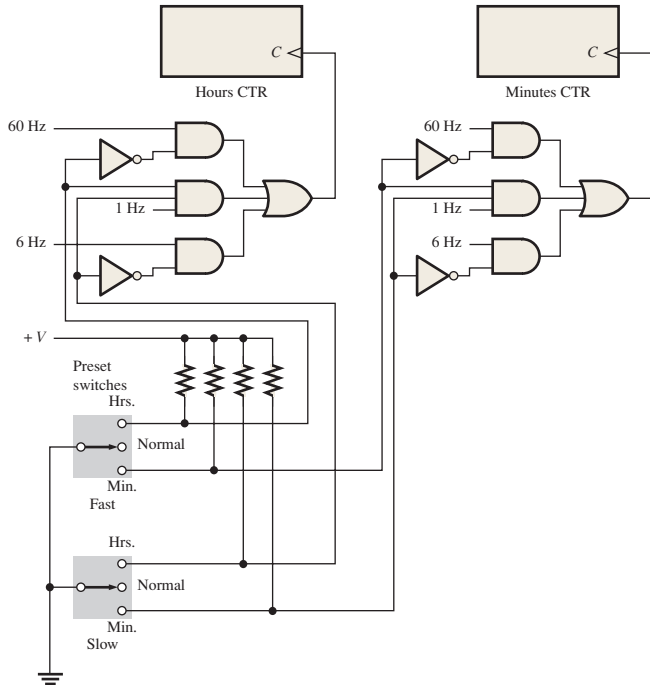 C
C
Hours CTR
Minutes CTR
60 Hz
60 Hz
1 Hz
1 Hz
6 Hz
6 Hz
+ V
Preset
switches
Hrs.
Normal
Min.
Fast
Hrs.
Normal
Min.
Slow